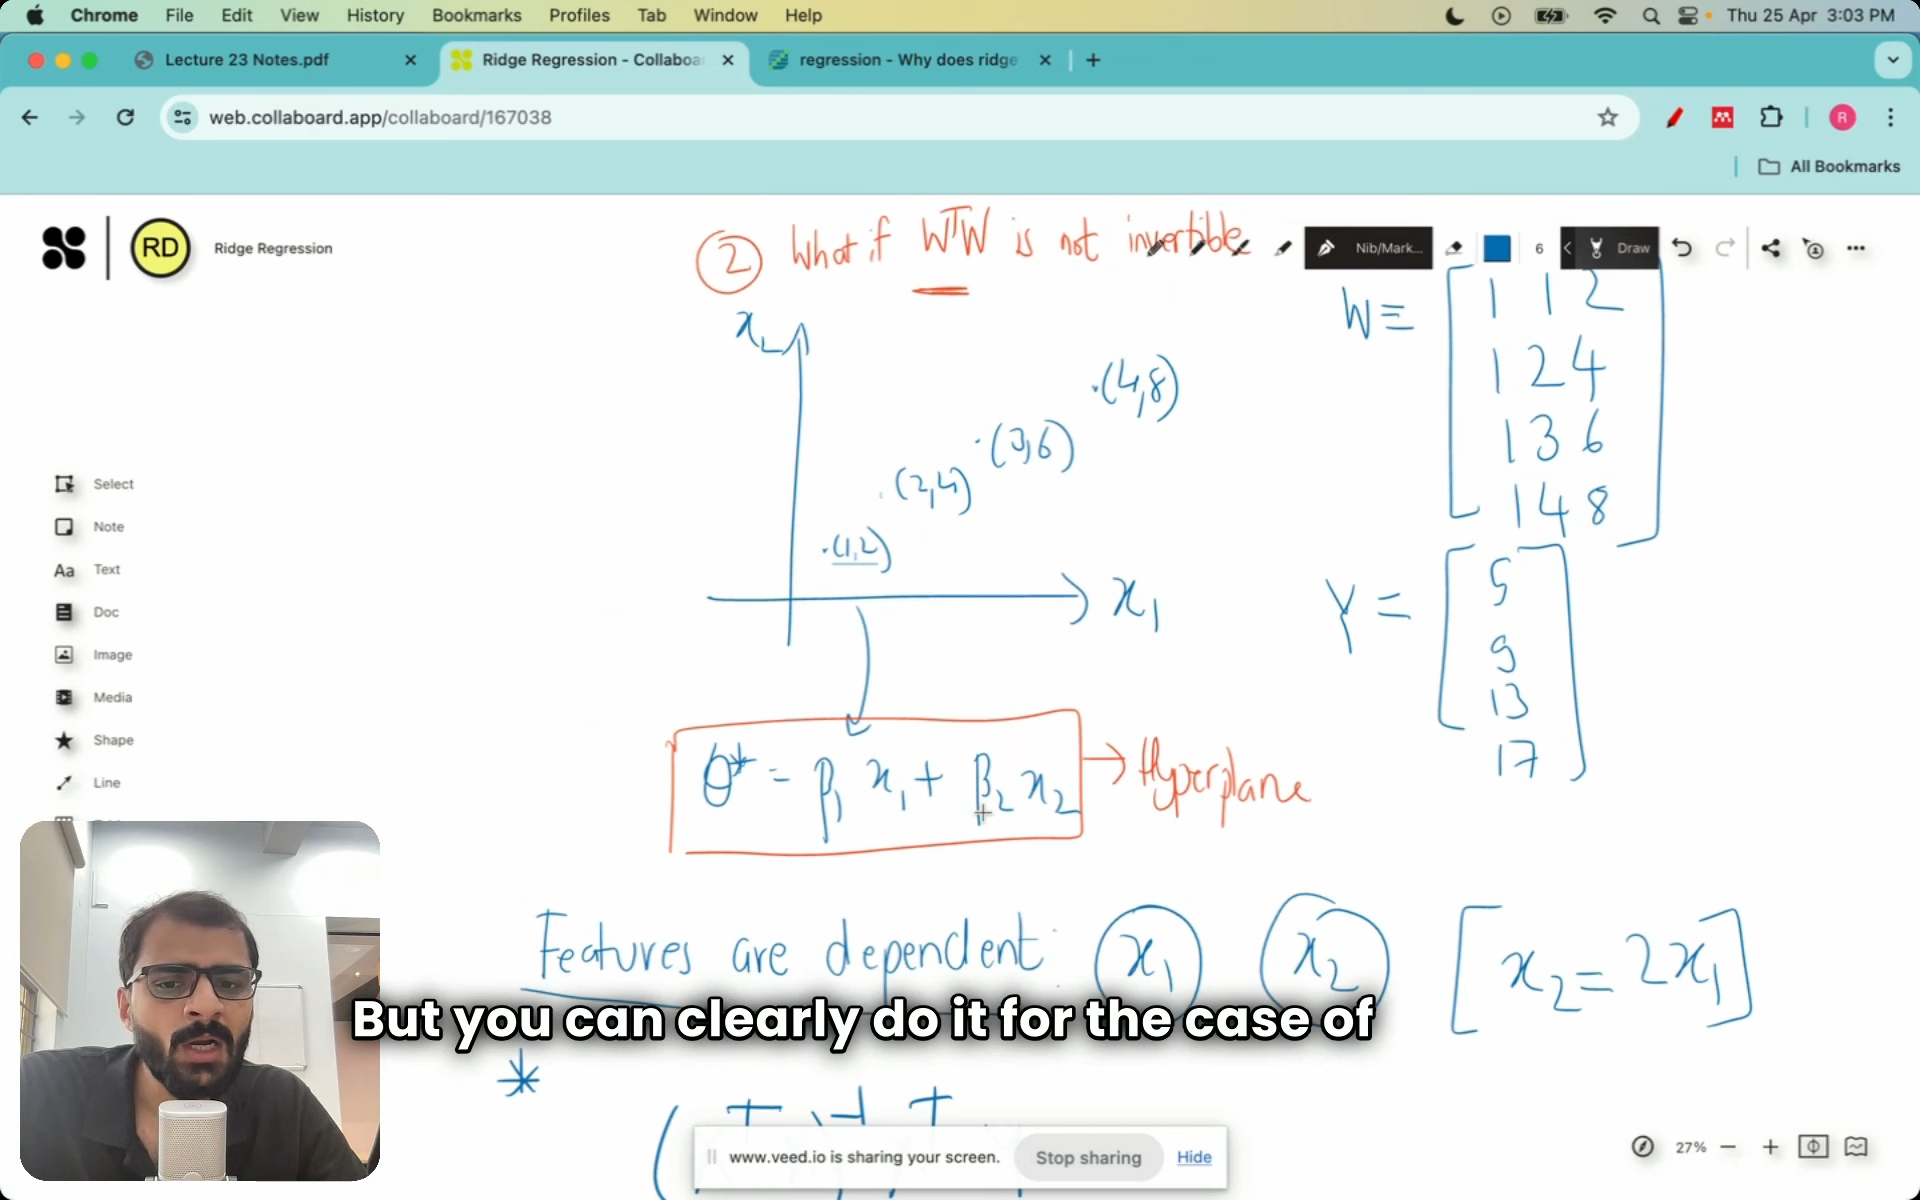 Chrome File Edit View History Bookmarks Profiles Tab Window Help Thu 25 Apr 3:03 PM
Lecture 23 Notes.pdf
Ridge Regression - Collaboa
regression - Why does ridge
web.collaboard.app/collaboard/167038
R
All Bookmarks
RD
Ridge Regression
② What if WᵀW is not invertible
Nib/Mark...
6
Draw
W ≡ [1 1 2
1 2 4
1 3 6
1 4 8]
x₂
.(4,8)
.(3,6)
.(2,4)
.(1,2)
x₁
Y = [5
9
13
17]
θ* = β₁ x₁ + β₂ x₂ → Hyperplane
Select
Note
Text
Doc
Image
Media
Shape
Line
Features are dependent: x₁ x₂ [x₂ = 2x₁]
But you can clearly do it for the case of
*
www.veed.io is sharing your screen.
Stop sharing
Hide
27%